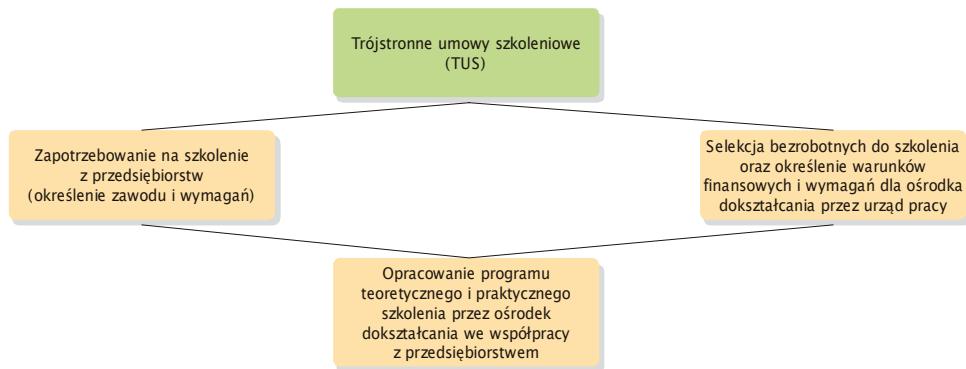 Trójstronne umowy szkoleniowe
(TUS)
Zapotrzebowanie na szkolenie
z przedsiębiorstw
(określenie zawodu i wymagań)
Selekcja bezrobotnych do szkolenia
oraz określenie warunków
finansowych i wymagań dla ośrodka
dokształcania przez urząd pracy
Opracowanie programu
teoretycznego i praktycznego
szkolenia przez ośrodek
dokształcania we współpracy
z przedsiębiorstwem